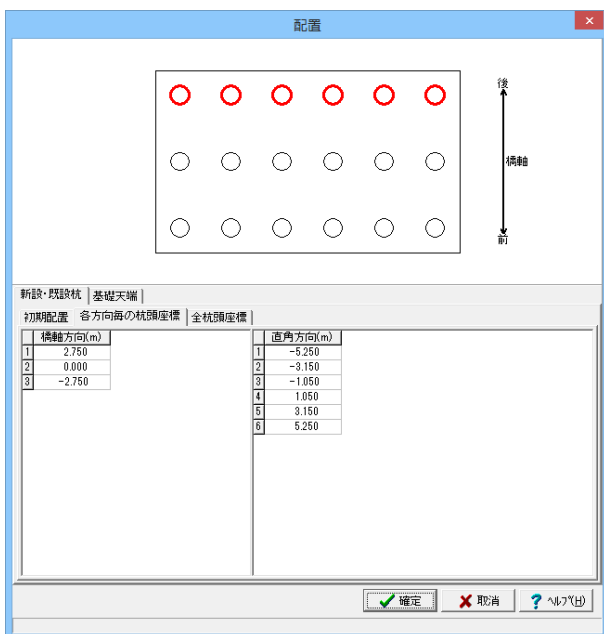 配置
後
橋軸
前
新設・既設杭 基礎天端
初期配置 各方向毎の杭頭座標 全杭頭座標
橋軸方向(m) 直角方向(m)
1 2.750 1 -5.250
2 0.000 2 -3.150
3 -2.750 3 -1.050
4 1.050
5 3.150
6 5.250
確定 取消 ? ﾍﾙﾌﾟ(H)